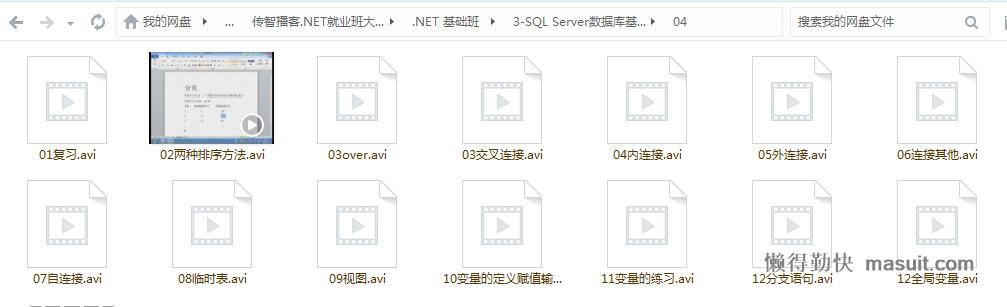 我的网盘 ... 传智播客.NET就业班大... .NET 基础班 3-SQL Server数据库基... 04 搜索我的网盘文件
分页
01复习.avi 02两种排序方法.avi 03over.avi 03交叉连接.avi 04内连接.avi 05外连接.avi 06连接其他.avi
07自连接.avi 08临时表.avi 09视图.avi 10变量的定义赋值输... 11变量的练习.avi 12分支语句.avi 12全局变量.avi
懒得勤快 masuit.com